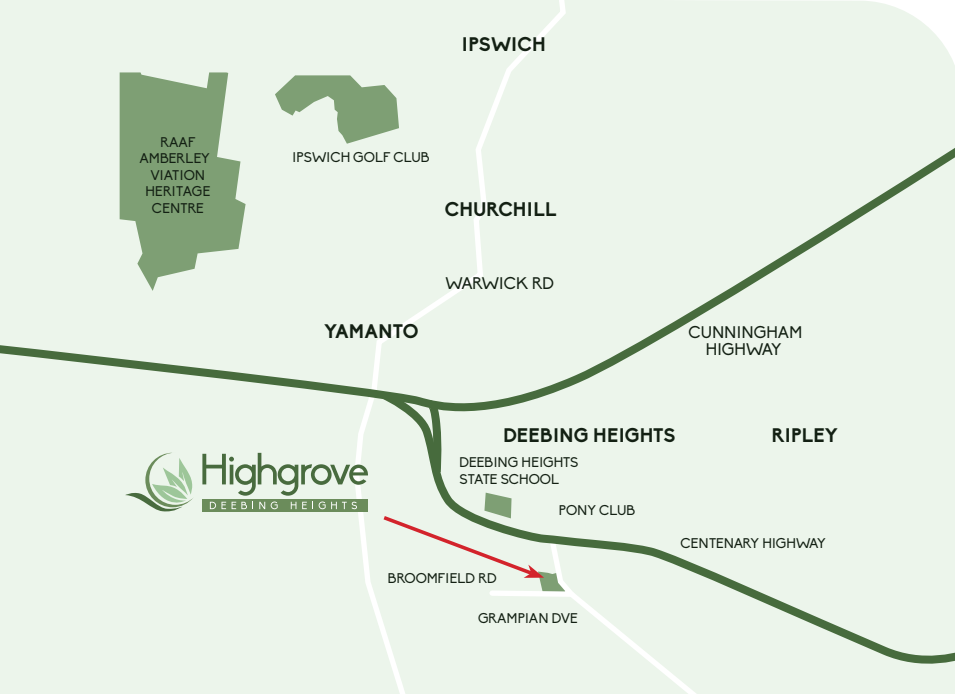 IPSWICH
RAAF
AMBERLEY
VIATION
HERITAGE
CENTRE
IPSWICH GOLF CLUB
CHURCHILL
WARWICK RD
YAMANTO
CUNNINGHAM
HIGHWAY
DEEBING HEIGHTS
RIPLEY
Highgrove
DEEBING HEIGHTS
DEEBING HEIGHTS
STATE SCHOOL
PONY CLUB
CENTENARY HIGHWAY
BROOMFIELD RD
GRAMPIAN DVE